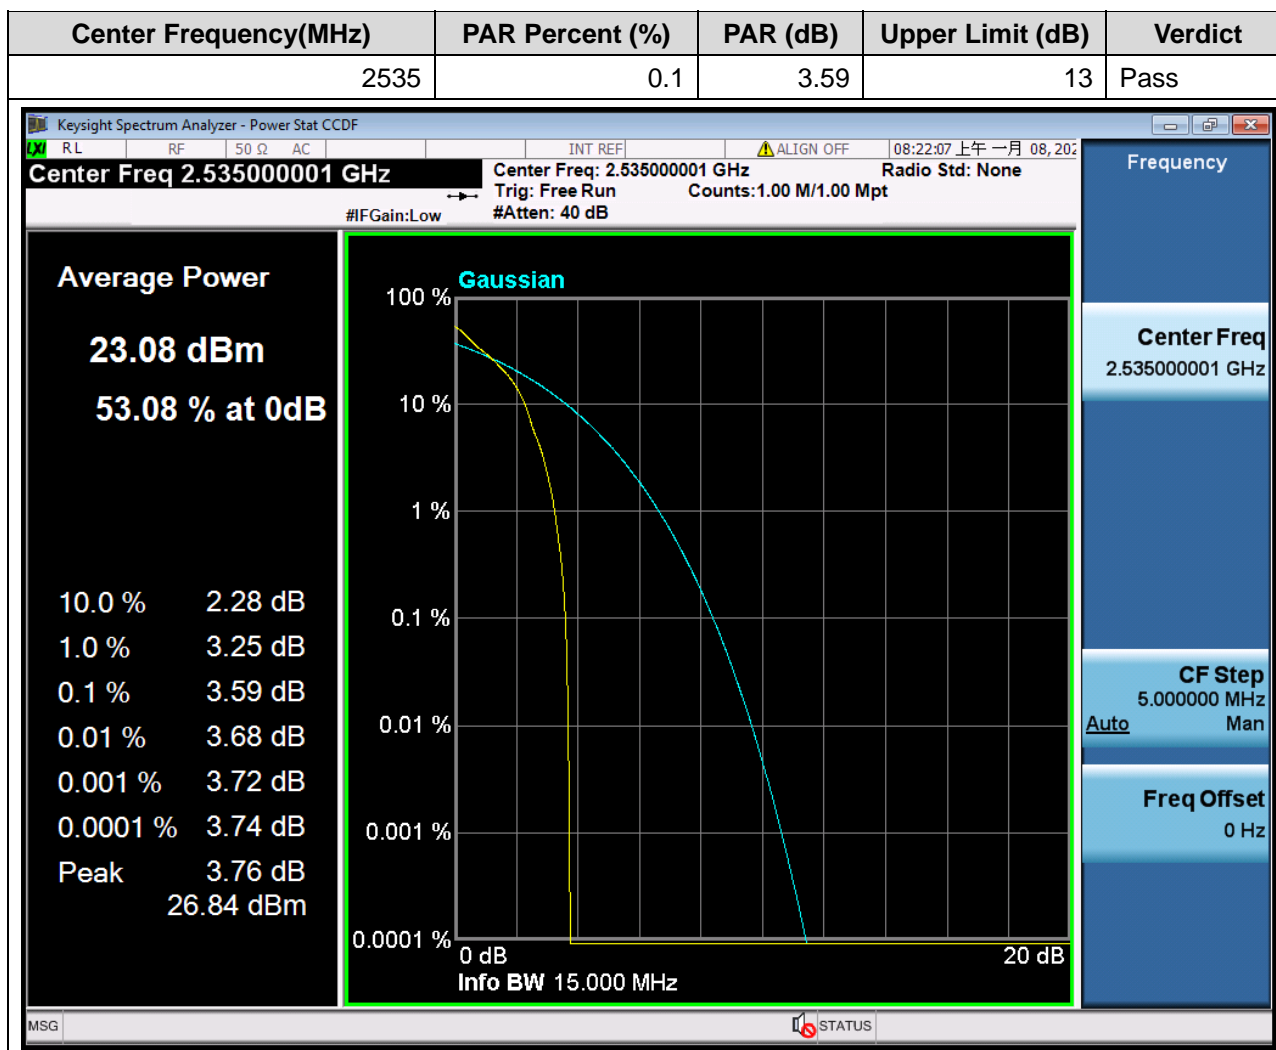 Center Frequency(MHz) PAR Percent (%) PAR (dB) Upper Limit (dB) Verdict
2535 0.1 3.59 13 Pass
Keysight Spectrum Analyzer - Power Stat CCDF
LXI RL RF 50 Ω AC INT REF ALIGN OFF 08:22:07 上午 一月 08, 202
Center Freq 2.535000001 GHz
#IFGain:Low
Center Freq: 2.535000001 GHz
Trig: Free Run Counts:1.00 M/1.00 Mpt
#Atten: 40 dB
Radio Std: None
Average Power
23.08 dBm
53.08 % at 0dB
10.0 % 2.28 dB
1.0 % 3.25 dB
0.1 % 3.59 dB
0.01 % 3.68 dB
0.001 % 3.72 dB
0.0001 % 3.74 dB
Peak 3.76 dB
26.84 dBm
Gaussian
100 %
10 %
1 %
0.1 %
0.01 %
0.001 %
0.0001 %
0 dB 20 dB
Info BW 15.000 MHz
Frequency
Center Freq
2.535000001 GHz
CF Step
5.000000 MHz
Auto Man
Freq Offset
0 Hz
MSG STATUS